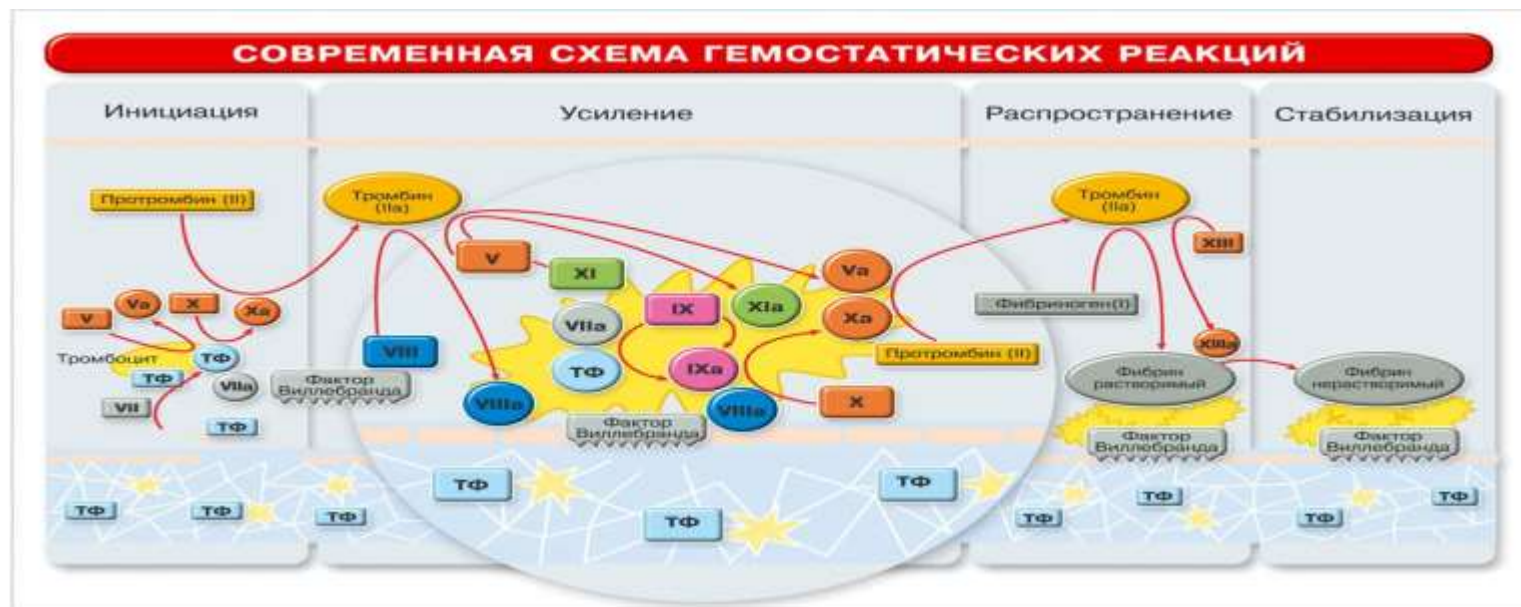 СОВРЕМЕННАЯ СХЕМА ГЕМОСТАТИЧЕСКИХ РЕАКЦИЙ
Инициация
Усиление
Распространение
Стабилизация
Протромбин (II)
V
Va
X
Xa
Тромбоцит
ТФ
ТФ
VIIa
VII
ТФ
Тромбин
(IIa)
VIII
Фактор
Виллебранда
V
XI
VIIa
ТФ
VIIIa
IX
IXa
XIa
Va
Xa
VIIIa
X
Протромбин (II)
Фактор
Виллебранда
Тромбин
(IIa)
XIII
Фибриноген(I)
XIIIa
Фибрин
растворимый
Фактор
Виллебранда
Фибрин
нерастворимый
Фактор
Виллебранда
ТФ
ТФ
ТФ
ТФ
ТФ
ТФ
ТФ
ТФ
ТФ
ТФ